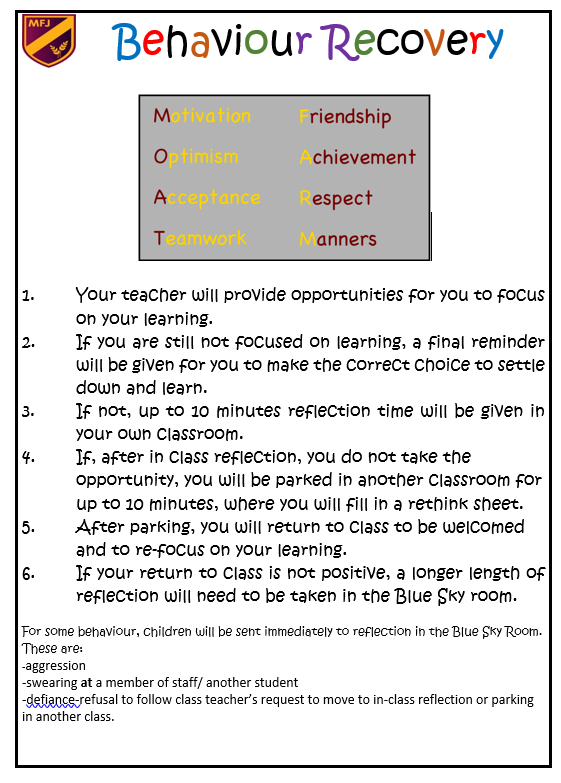 MFJ
Behaviour Recovery
Motivation Friendship
Optimism Achievement
Acceptance Respect
Teamwork Manners
1. Your teacher will provide opportunities for you to focus
on your learning.
2. If you are still not focused on learning, a final reminder
will be given for you to make the correct choice to settle
down and learn.
3. If not, up to 10 minutes reflection time will be given in
your own classroom.
4. If, after in class reflection, you do not take the
opportunity, you will be parked in another classroom for
up to 10 minutes, where you will fill in a rethink sheet.
5. After parking, you will return to class to be welcomed
and to re-focus on your learning.
6. If your return to class is not positive, a longer length of
reflection will need to be taken in the Blue Sky room.
For some behaviour, children will be sent immediately to reflection in the Blue Sky Room.
These are:
-aggression
-swearing at a member of staff/ another student
-defiance-refusal to follow class teacher’s request to move to in-class reflection or parking
in another class.